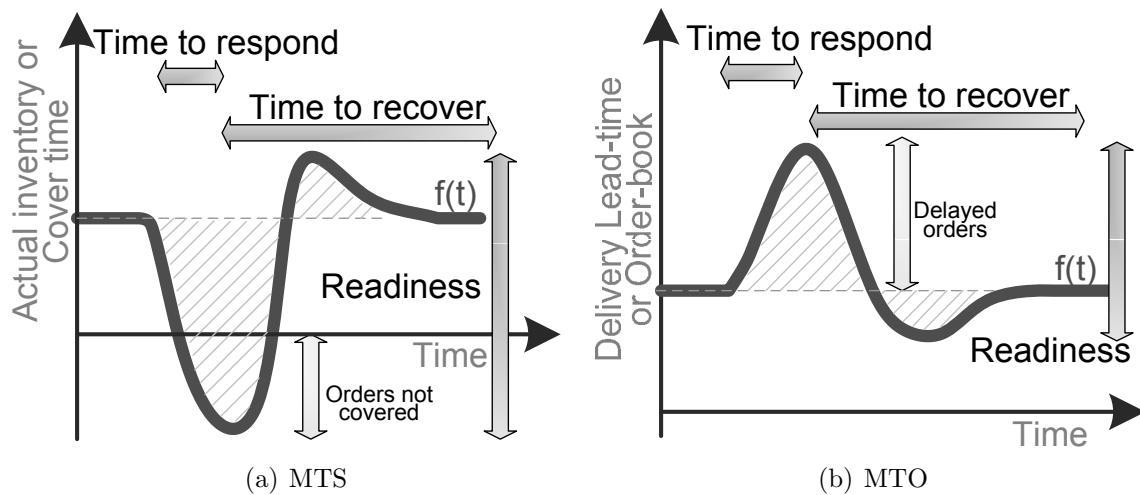 Actual inventory or
Cover time
Time to respond
Time to recover
f(t)
Readiness
Time
Orders not
covered
(a) MTS
Delivery Lead-time
or Order-book
Time to respond
Time to recover
Delayed
orders
f(t)
Readiness
Time
(b) MTO